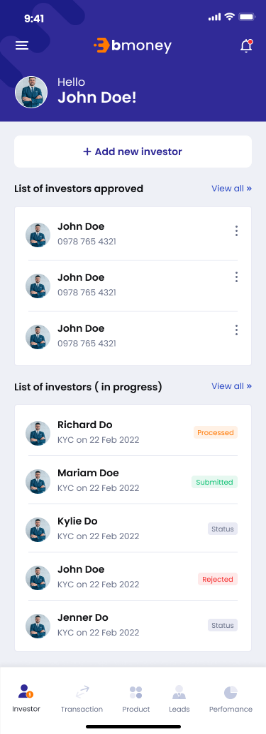 9:41
bmoney
Hello
John Doe!
+ Add new investor
List of investors approved
View all »
John Doe
0978 765 4321
John Doe
0978 765 4321
John Doe
0978 765 4321
List of investors ( in progress)
View all »
Richard Do
KYC on 22 Feb 2022
Processed
Mariam Doe
KYC on 22 Feb 2022
Submitted
Kylie Do
KYC on 22 Feb 2022
Status
John Doe
KYC on 22 Feb 2022
Rejected
Jenner Do
KYC on 22 Feb 2022
Status
Investor
Transaction
Product
Leads
Perfomance